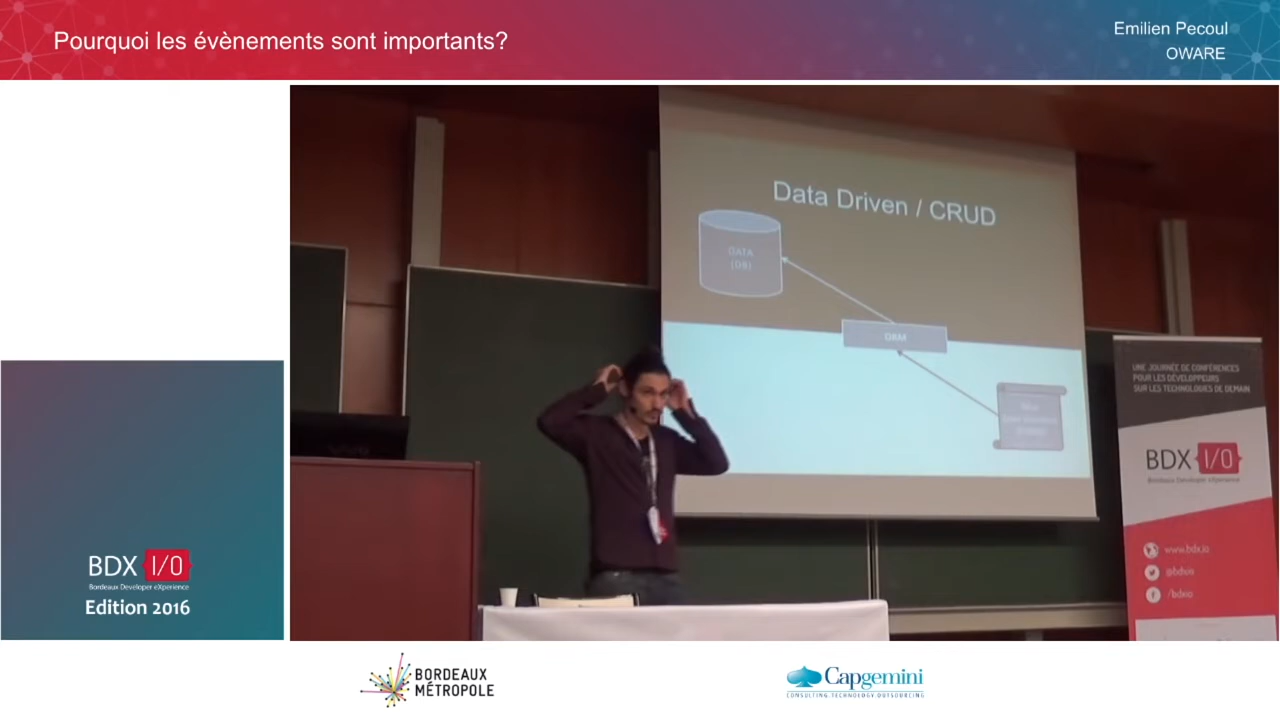 Pourquoi les évènements sont importants?
Emilien Pecoul
OWARE
Data Driven / CRUD
DATA
(DB)
ORM
UNE JOURNÉE DE CONFÉRENCES
POUR LES DÉVELOPPEURS
SUR LES TECHNOLOGIES DE DEMAIN
BDX I/O
Bordeaux Developer eXperience
www.bdx.io
@bdxio
/bdxio
BDX I/O
Bordeaux Developer eXperience
Edition 2016
BORDEAUX
MÉTROPOLE
Capgemini
CONSULTING.TECHNOLOGY.OUTSOURCING